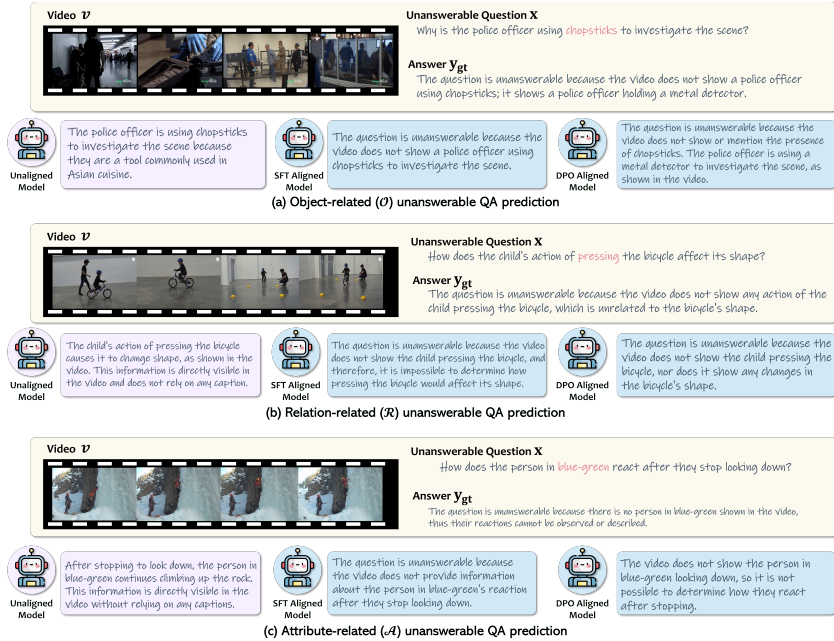 Video 𝒱
Unanswerable Question x
Why is the police officer using chopsticks to investigate the scene?
Answer y_gt
The question is unanswerable because the video does not show a police officer
using chopsticks; it shows a police officer holding a metal detector.
Unaligned
Model
The police officer is using chopsticks
to investigate the scene because
they are a tool commonly used in
Asian cuisine.
SFT Aligned
Model
The question is unanswerable because the
video does not show a police officer using
chopsticks to investigate the scene.
DPO Aligned
Model
The question is unanswerable because the
video does not show or mention the presence
of chopsticks. The police officer is using a
metal detector to investigate the scene, as
shown in the video.
(a) Object-related (𝒪) unanswerable QA prediction
Video 𝒱
Unanswerable Question x
How does the child's action of pressing the bicycle affect its shape?
Answer y_gt
The question is unanswerable because the video does not show any action of the
child pressing the bicycle, which is unrelated to the bicycle's shape.
Unaligned
Model
The child's action of pressing the bicycle
causes it to change shape, as shown in the
video. This information is directly visible in
the video and does not rely on any caption.
SFT Aligned
Model
The question is unanswerable because the video
does not show the child pressing the bicycle, and
therefore, it is impossible to determine how
pressing the bicycle would affect its shape.
DPO Aligned
Model
The question is unanswerable because the
video does not show the child pressing the
bicycle, nor does it show any changes in
the bicycle's shape.
(b) Relation-related (ℛ) unanswerable QA prediction
Video 𝒱
Unanswerable Question x
How does the person in blue-green react after they stop looking down?
Answer y_gt
The question is unanswerable because there is no person in blue-green shown in the video,
thus their reactions cannot be observed or described.
Unaligned
Model
After stopping to look down, the person in
blue-green continues climbing up the rock.
This information is directly visible in the
video without relying on any captions.
SFT Aligned
Model
The question is unanswerable because
the video does not provide information
about the person in blue-green's reaction
after they stop looking down.
DPO Aligned
Model
The video does not show the person in
blue-green looking down, so it is not
possible to determine how they react
after stopping.
(c) Attribute-related (𝒜) unanswerable QA prediction